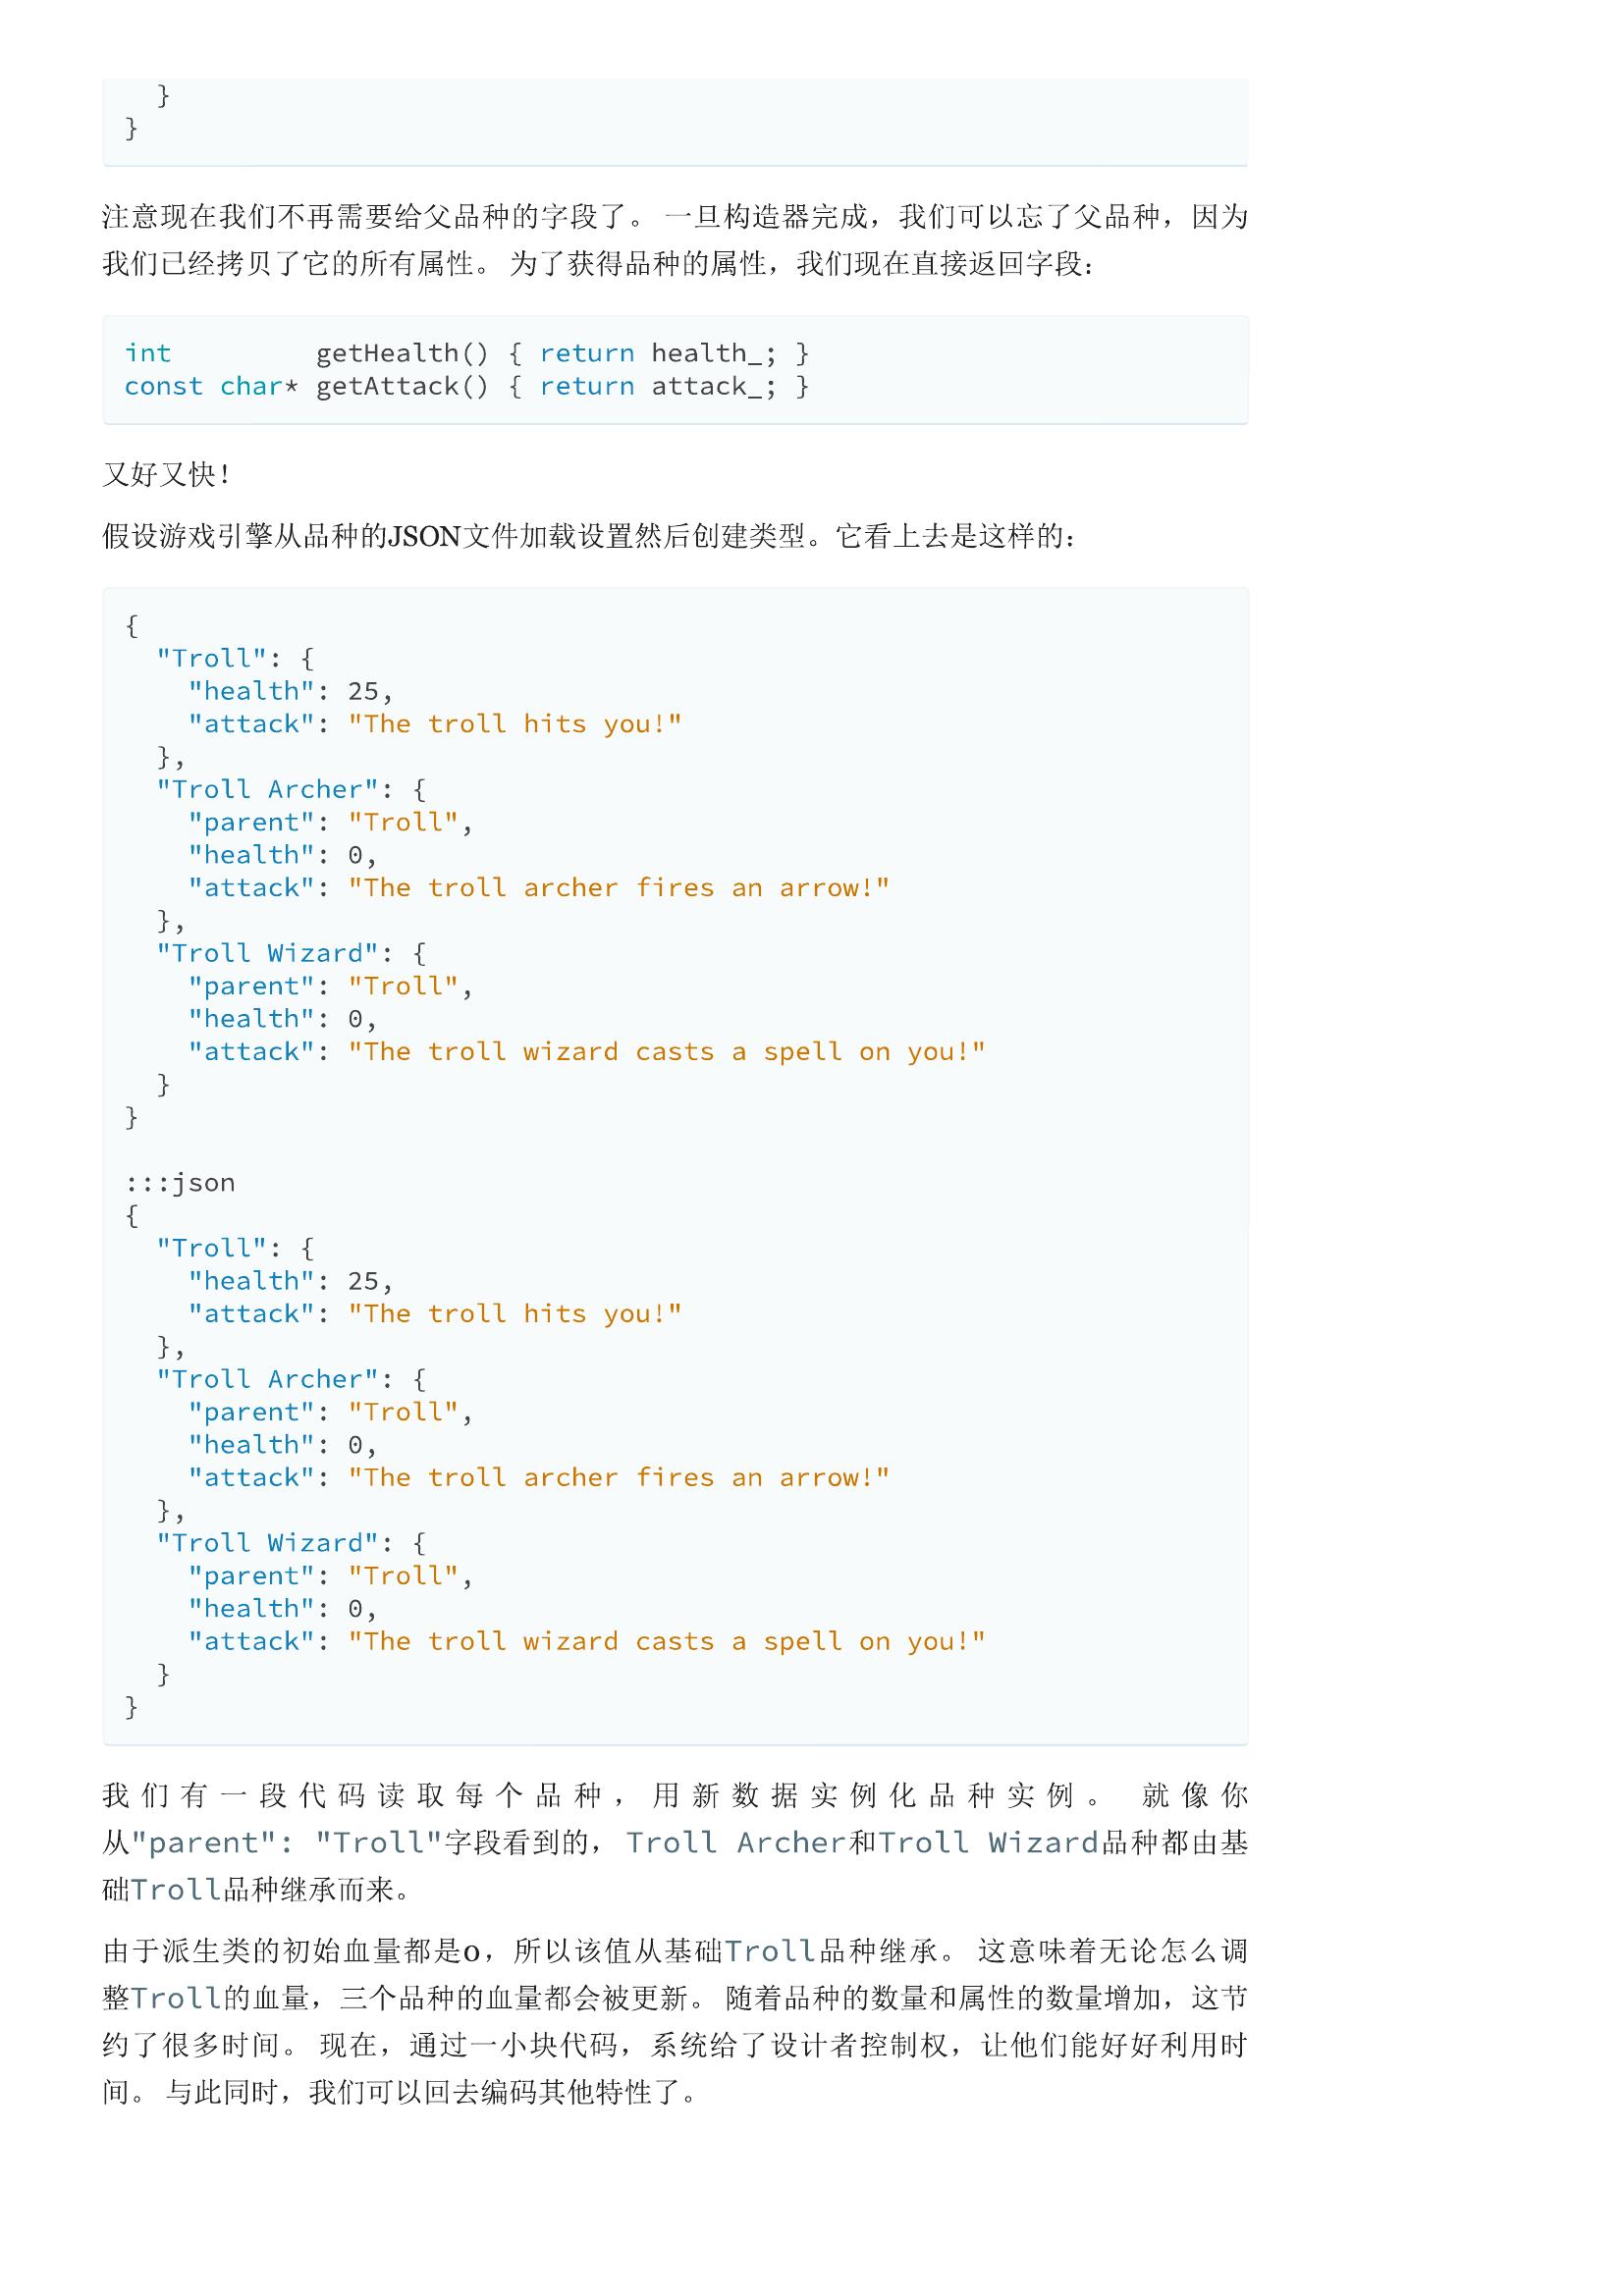 }
}
注意现在我们不再需要给父品种的字段了。 一旦构造器完成，我们可以忘了父品种，因为
我们已经拷贝了它的所有属性。 为了获得品种的属性，我们现在直接返回字段：
int         getHealth() { return health_; }
const char* getAttack() { return attack_; }
又好又快！
假设游戏引擎从品种的JSON文件加载设置然后创建类型。它看上去是这样的：
{
  "Troll": {
    "health": 25,
    "attack": "The troll hits you!"
  },
  "Troll Archer": {
    "parent": "Troll",
    "health": 0,
    "attack": "The troll archer fires an arrow!"
  },
  "Troll Wizard": {
    "parent": "Troll",
    "health": 0,
    "attack": "The troll wizard casts a spell on you!"
  }
}
:::json
{
  "Troll": {
    "health": 25,
    "attack": "The troll hits you!"
  },
  "Troll Archer": {
    "parent": "Troll",
    "health": 0,
    "attack": "The troll archer fires an arrow!"
  },
  "Troll Wizard": {
    "parent": "Troll",
    "health": 0,
    "attack": "The troll wizard casts a spell on you!"
  }
}
我们有一段代码读取每个品种，用新数据实例化品种实例。 就像你
从"parent": "Troll"字段看到的， Troll Archer和Troll Wizard品种都由基
础Troll品种继承而来。
由于派生类的初始血量都是0，所以该值从基础Troll品种继承。 这意味着无论怎么调
整Troll的血量，三个品种的血量都会被更新。 随着品种的数量和属性的数量增加，这节
约了很多时间。 现在，通过一小块代码，系统给了设计者控制权，让他们能好好利用时
间。 与此同时，我们可以回去编码其他特性了。